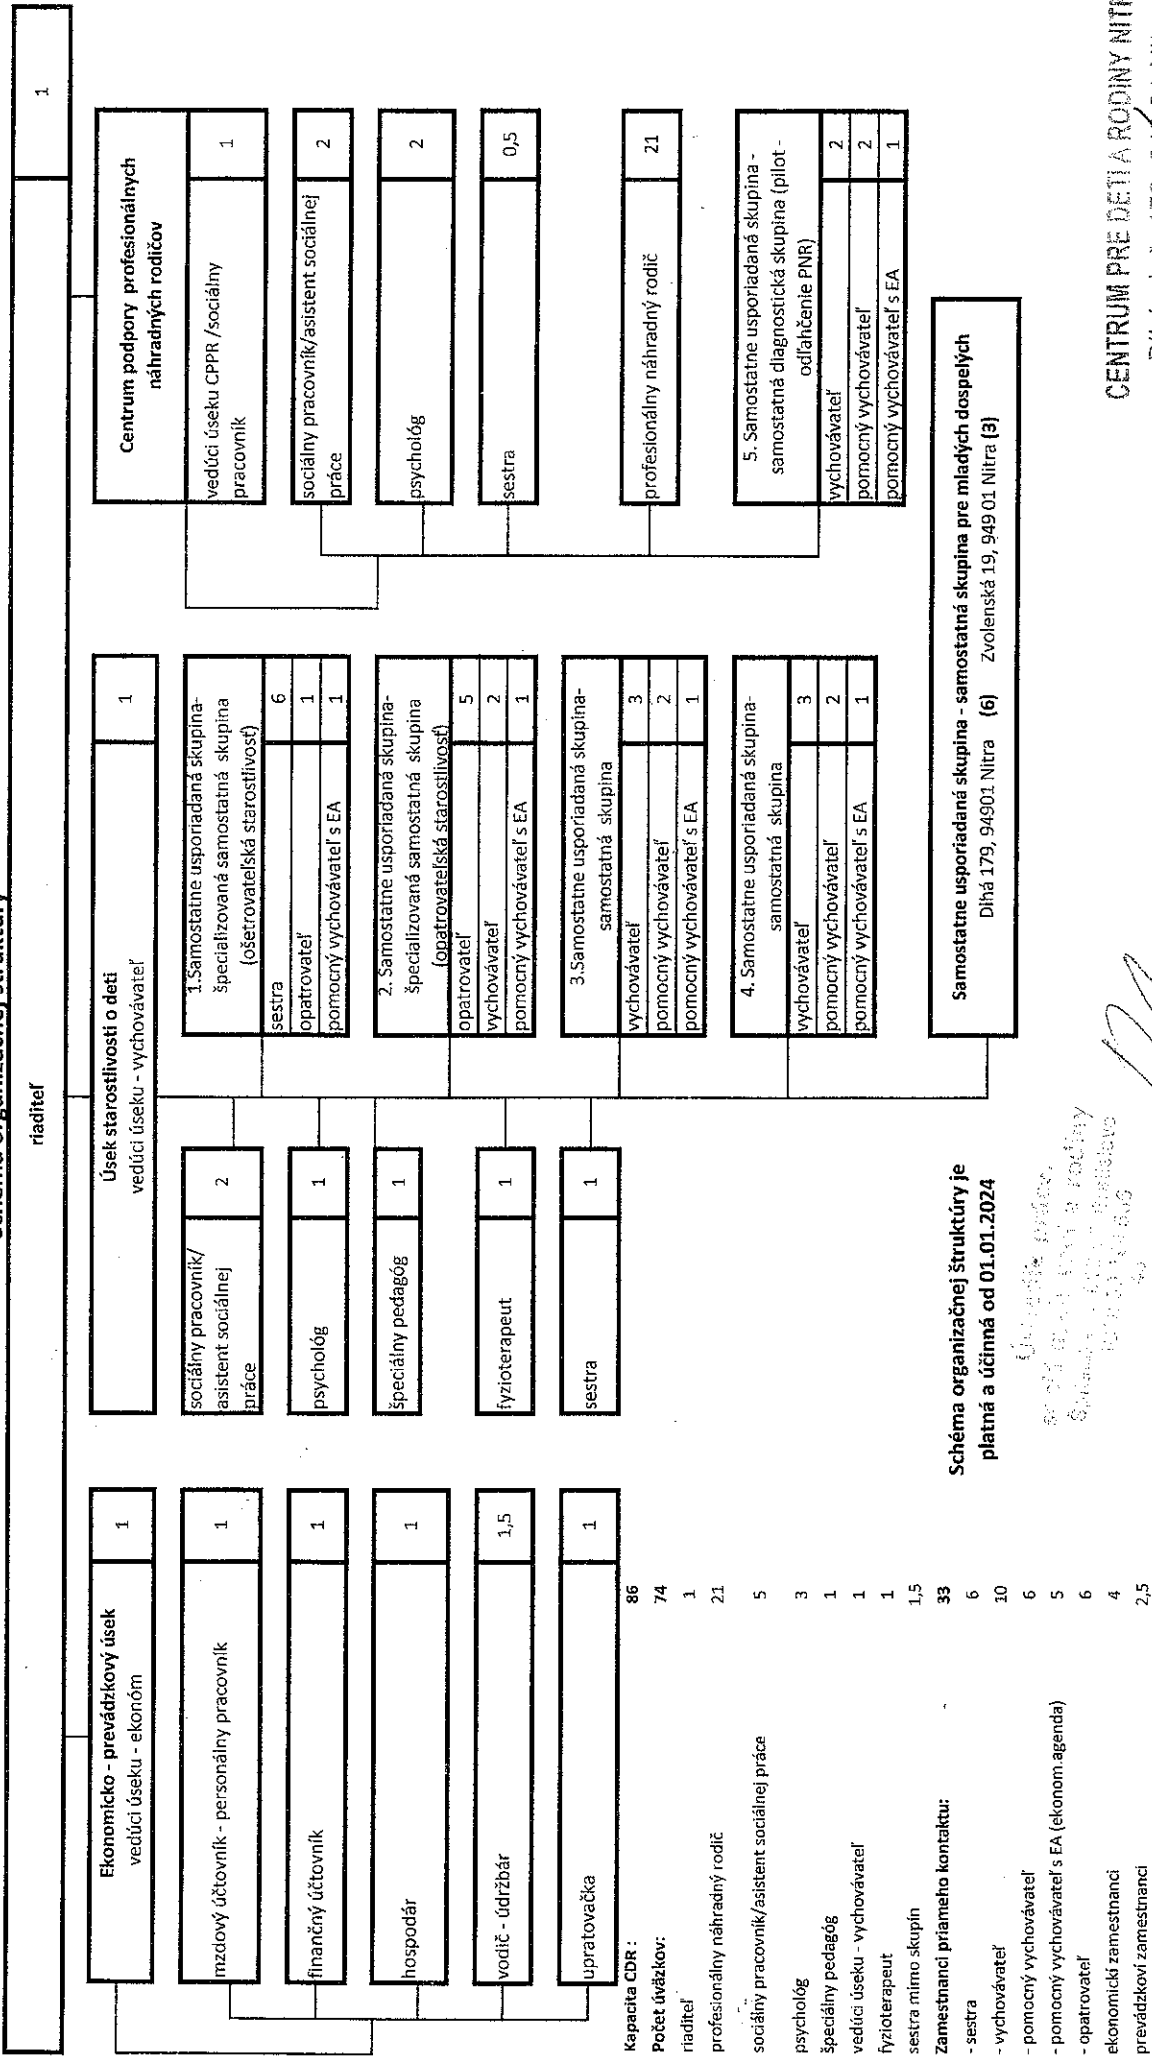 riaditeľ 1
Ekonomicko - prevádzkový úsek
vedúci úseku - ekonóm 1
mzdový účtovník - personálny pracovník 1
finančný účtovník 1
hospodár 1
vodič - údržbár 1,5
upratovačka 1
Úsek starostlivosti o deti
vedúci úseku - vychovávateľ 1
sociálny pracovník/
asistent sociálnej
práce 2
psychológ 1
špeciálny pedagóg 1
fyzioterapeut 1
sestra 1
1.Samostatne usporiadaná skupina-
špecializovaná samostatná skupina
(ošetrovateľská starostlivosť)
sestra 6
opatrovateľ 1
pomocný vychovávateľ s EA 1
2. Samostatne usporiadaná skupina-
špecializovaná samostatná skupina
(opatrovateľská starostlivosť)
opatrovateľ 5
vychovávateľ 2
pomocný vychovávateľ s EA 1
3.Samostatne usporiadaná skupina-
samostatná skupina
vychovávateľ 3
pomocný vychovávateľ 2
pomocný vychovávateľ s EA 1
4. Samostatne usporiadaná skupina-
samostatná skupina
vychovávateľ 3
pomocný vychovávateľ 2
pomocný vychovávateľ s EA 1
Centrum podpory profesionálnych
náhradných rodičov
vedúci úseku CPPR /sociálny
pracovník 1
sociálny pracovník/asistent sociálnej
práce 2
psychológ 2
sestra 0,5
profesionálny náhradný rodič 21
5. Samostatne usporiadaná skupina -
samostatná diagnostická skupina (pilot -
odľahčenie PNR)
vychovávateľ 2
pomocný vychovávateľ 2
pomocný vychovávateľ s EA 1
Samostatne usporiadaná skupina - samostatná skupina pre mladých dospelých
Dlhá 179, 94901 Nitra (6) Zvolenská 19, 949 01 Nitra (3)
Kapacita CDR : 86
Počet úväzkov: 74
riaditeľ 1
profesionálny náhradný rodič 21
sociálny pracovník/asistent sociálnej práce 5
psychológ 3
špeciálny pedagóg 1
vedúci úseku - vychovávateľ 1
fyzioterapeut 1
sestra mimo skupín 1,5
Zamestnanci priameho kontaktu: 33
- sestra 6
- vychovávateľ 10
- pomocný vychovávateľ 6
- pomocný vychovávateľ s EA (ekonom.agenda) 5
- opatrovateľ 6
ekonomickí zamestnanci 4
prevádzkoví zamestnanci 2,5
Schéma organizačnej štruktúry je
platná a účinná od 01.01.2024
CENTRUM PRE DETI A RODINY